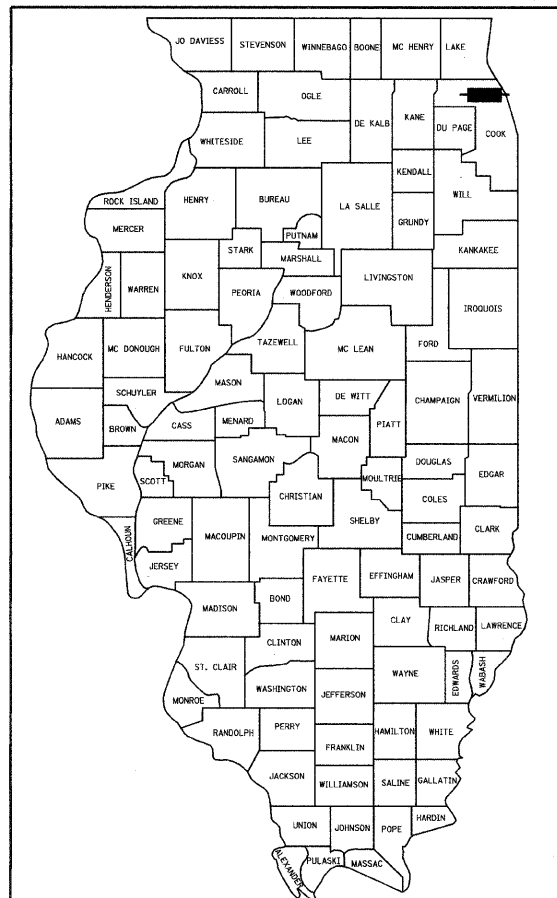 JO DAVIESS
STEVENSON
WINNEBAGO
BOONE
MC HENRY
LAKE
CARROLL
OGLE
DE KALB
KANE
DU PAGE
COOK
WHITESIDE
LEE
KENDALL
WILL
ROCK ISLAND
HENRY
BUREAU
LA SALLE
GRUNDY
MERCER
PUTNAM
STARK
MARSHALL
KANKAKEE
HENDERSON
WARREN
KNOX
PEORIA
WOODFORD
LIVINGSTON
IROQUOIS
HANCOCK
MC DONOUGH
FULTON
TAZEWELL
MC LEAN
FORD
MASON
SCHUYLER
LOGAN
DE WITT
CHAMPAIGN
VERMILION
ADAMS
BROWN
CASS
MENARD
PIATT
MACON
PIKE
SCOTT
MORGAN
SANGAMON
CHRISTIAN
MOULTRIE
DOUGLAS
EDGAR
COLES
CALHOUN
GREENE
MACOUPIN
MONTGOMERY
SHELBY
CUMBERLAND
CLARK
JERSEY
FAYETTE
EFFINGHAM
JASPER
CRAWFORD
MADISON
BOND
CLINTON
MARION
CLAY
RICHLAND
LAWRENCE
ST. CLAIR
WASHINGTON
JEFFERSON
WAYNE
EDWARDS
WABASH
MONROE
RANDOLPH
PERRY
FRANKLIN
HAMILTON
WHITE
JACKSON
WILLIAMSON
SALINE
GALLATIN
UNION
JOHNSON
POPE
HARDIN
ALEXANDER
PULASKI
MASSAC